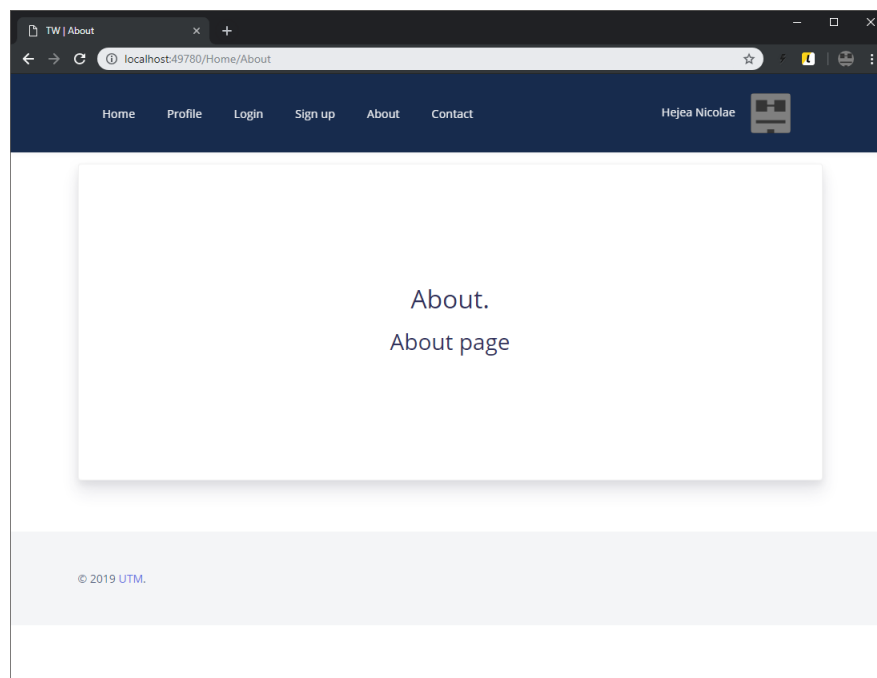 TW | About
localhost:49780/Home/About
Home Profile Login Sign up About Contact Hejea Nicolae
About.
About page
© 2019 UTM.